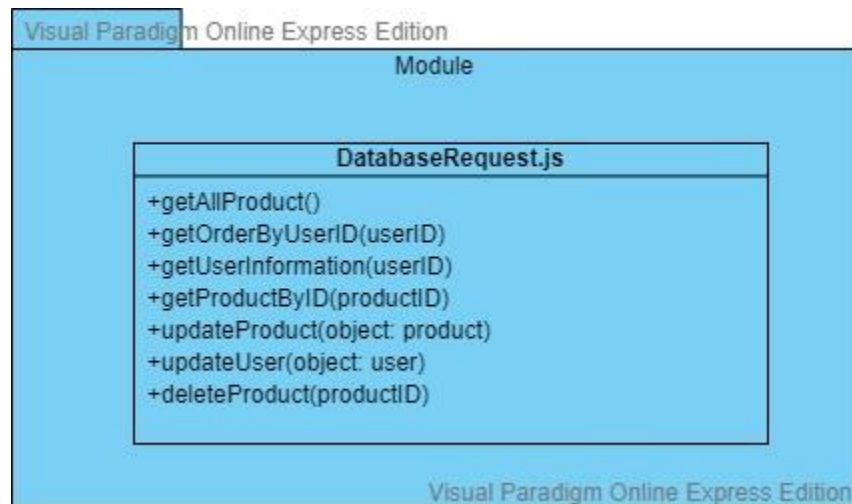 Visual Paradigm Online Express Edition
Module
DatabaseRequest.js
+getAllProduct()
+getOrderByUserID(userID)
+getUserInformation(userID)
+getProductByID(productID)
+updateProduct(object: product)
+updateUser(object: user)
+deleteProduct(productID)
Visual Paradigm Online Express Edition